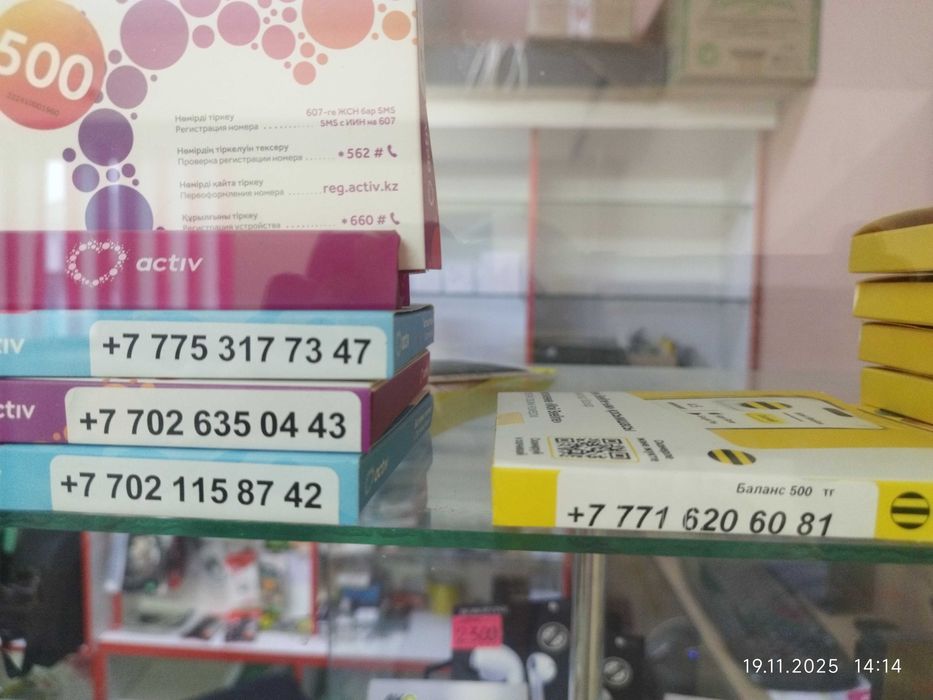 500
Нөмірді тіркеу
Регистрация номера
607-ге ЖСН бар SMS
SMS с ИИН на 607
Нөмірдің тіркелуін тексеру
Проверка регистрации номера
*562 #
Нөмірді қайта тіркеу
Переоформление номера
reg.activ.kz
Құрылғыны тіркеу
Регистрация устройства
*660 #
activ
+7 775 317 73 47
+7 702 635 04 43
+7 702 115 87 42
Баланс 500 тг
+7 771 620 60 81
19.11.2025 14:14